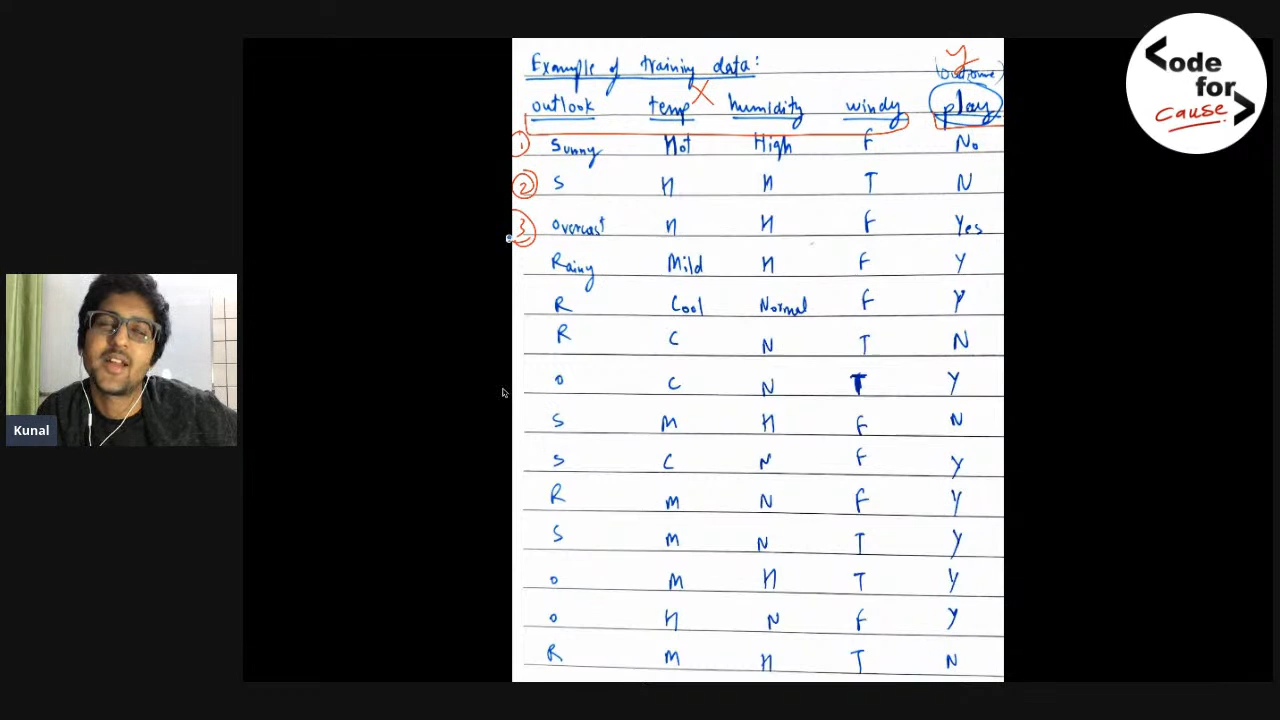 Example of training data:
y
(outcome)
X
outlook temp humidity windy play
1 Sunny Hot High F No
2 S H H T N
3 Overcast H H F Yes
Rainy Mild H F Y
R Cool Normal F Y
R C N T N
O C N T Y
S M H F N
S C N F Y
R M N F Y
S M N T Y
O M H T Y
O H N F Y
R M H T N
<ode
for
cause>
Kunal